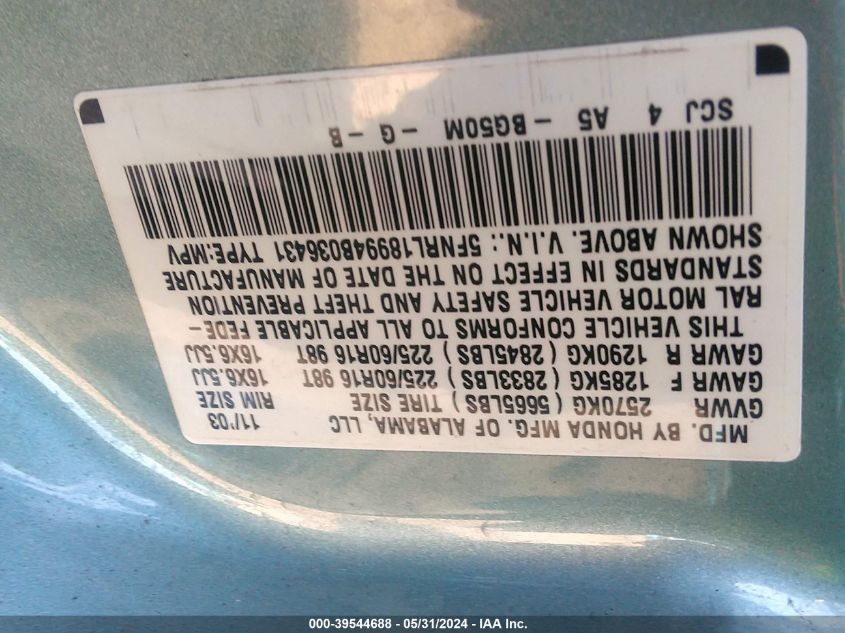 MFD. BY HONDA MFG. OF ALABAMA, LLC 11/03
GVWR 2570KG ( 5665LBS ) TIRE SIZE RIM SIZE
GAWR F 1285KG ( 2833LBS ) 225/60R16 98T 16X6.5JJ
GAWR R 1290KG ( 2845LBS ) 225/60R16 98T 16X6.5JJ
THIS VEHICLE CONFORMS TO ALL APPLICABLE FEDE-
RAL MOTOR VEHICLE SAFETY AND THEFT PREVENTION
STANDARDS IN EFFECT ON THE DATE OF MANUFACTURE
SHOWN ABOVE. V.I.N.: 5FNRL18994B036431 TYPE:MPV
SCJ 4 A5 - BG50M - G - B
000-39544688 - 05/31/2024 - IAA Inc.